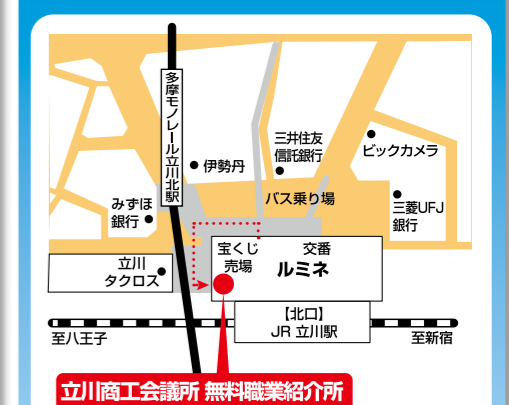 多摩モノレール立川北駅
伊勢丹
三井住友
信託銀行
ビックカメラ
みずほ
銀行
バス乗り場
三菱UFJ
銀行
宝くじ
売場
交番
ルミネ
立川
タクロス
【北口】
JR 立川駅
至八王子
至新宿
立川商工会議所 無料職業紹介所